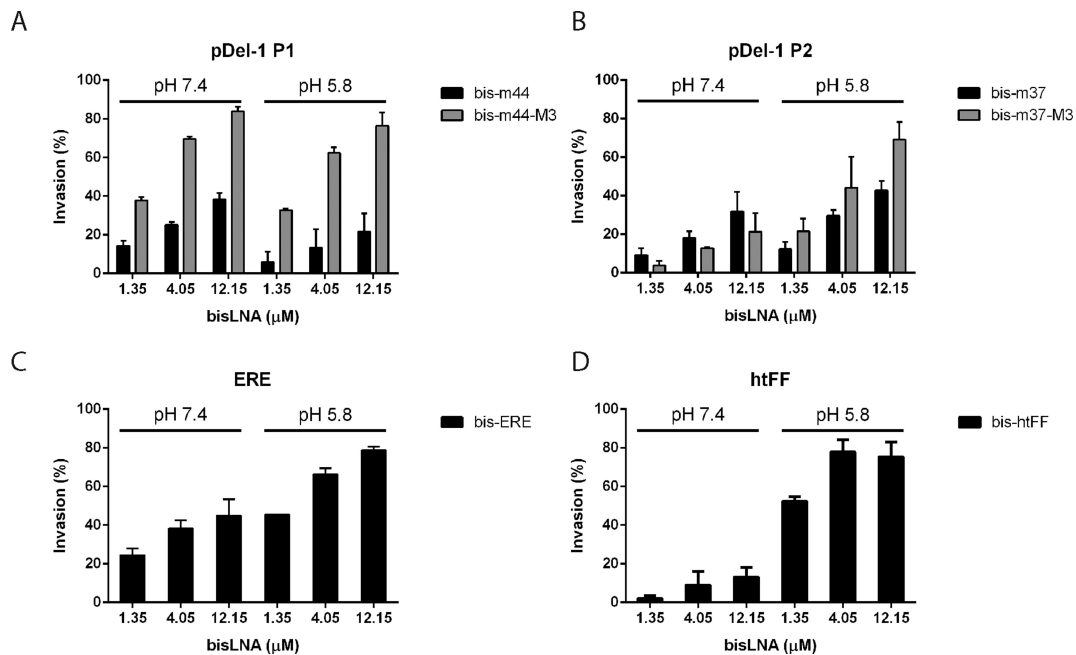 A
pDel-1 P1
pH 7.4 pH 5.8
bis-m44
bis-m44-M3
Invasion (%)
100
80
60
40
20
0
1.35 4.05 12.15 1.35 4.05 12.15
bisLNA (μM)
B
pDel-1 P2
pH 7.4 pH 5.8
bis-m37
bis-m37-M3
Invasion (%)
100
80
60
40
20
0
1.35 4.05 12.15 1.35 4.05 12.15
bisLNA (μM)
C
ERE
pH 7.4 pH 5.8
bis-ERE
Invasion (%)
100
80
60
40
20
0
1.35 4.05 12.15 1.35 4.05 12.15
bisLNA (μM)
D
htFF
pH 7.4 pH 5.8
bis-htFF
Invasion (%)
100
80
60
40
20
0
1.35 4.05 12.15 1.35 4.05 12.15
bisLNA (μM)